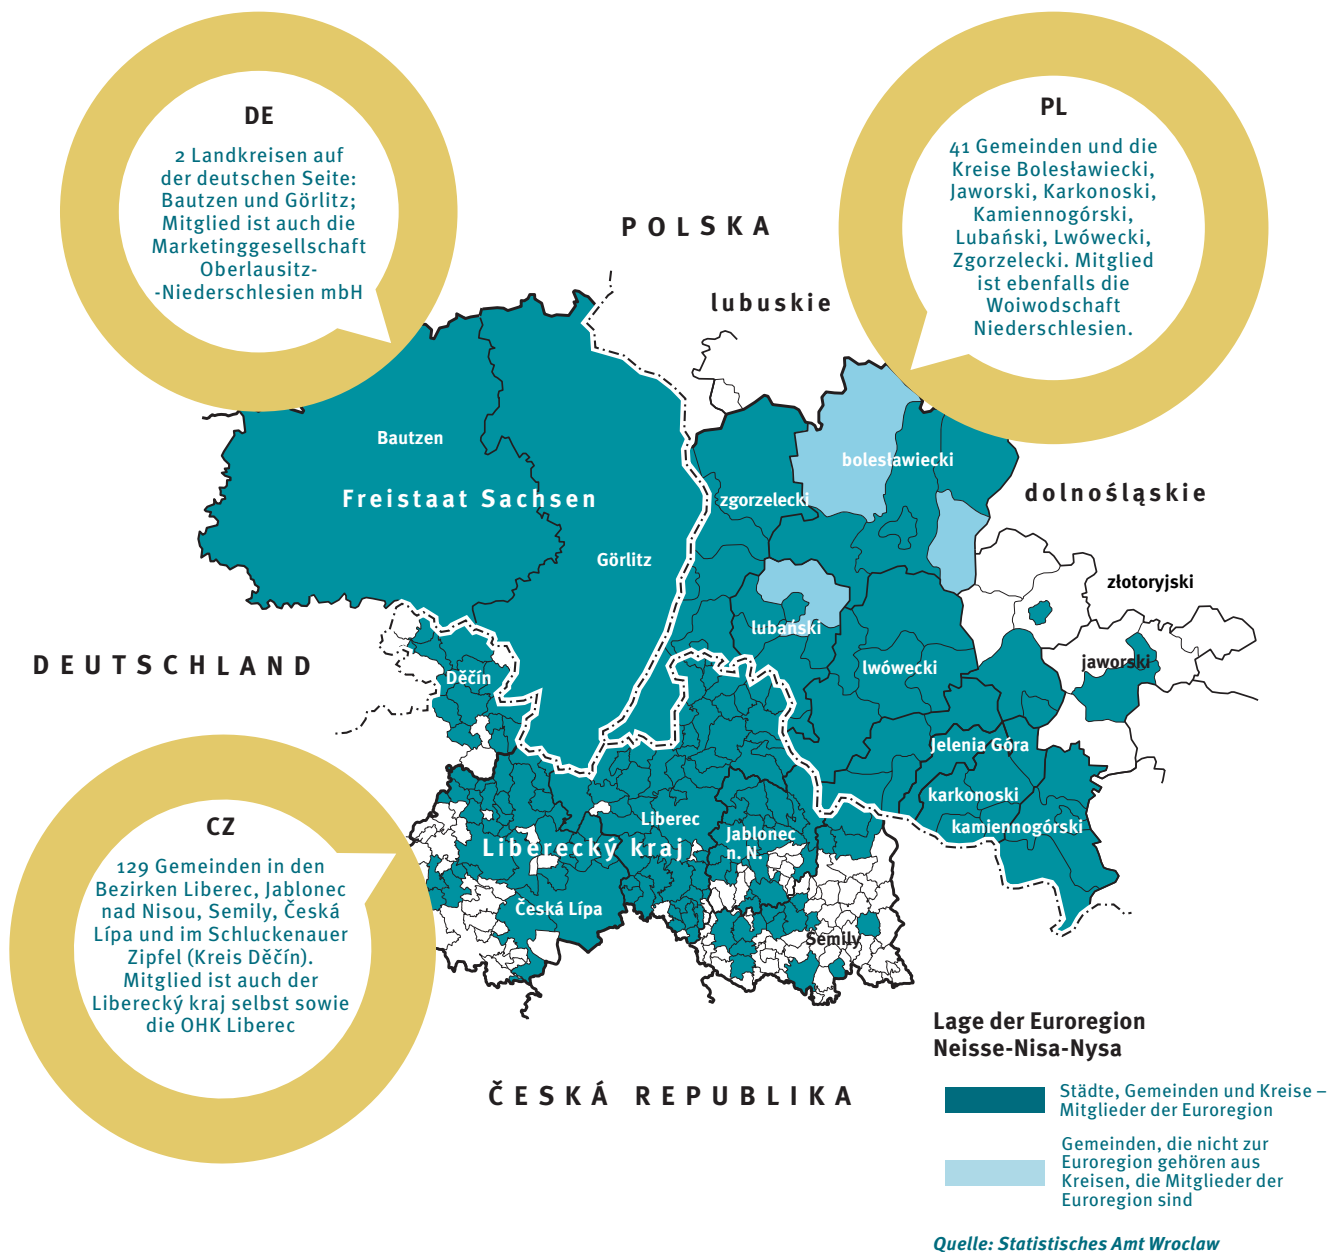 DE
2 Landkreisen auf
der deutschen Seite:
Bautzen und Görlitz;
Mitglied ist auch die
Marketinggesellschaft
Oberlausitz-
-Niederschlesien mbH
PL
41 Gemeinden und die
Kreise Bolesławiecki,
Jaworski, Karkonoski,
Kamiennogórski,
Lubański, Lwówecki,
Zgorzelecki. Mitglied
ist ebenfalls die
Woiwodschaft
Niederschlesien.
POLSKA
lubuskie
Bautzen
bolesławiecki
Freistaat Sachsen
zgorzelecki
dolnośląskie
Görlitz
złotoryjski
lubański
DEUTSCHLAND
Děčín
lwówecki
jaworski
Jelenia Góra
karkonoski
kamiennogórski
Liberec
Jablonec
n. N.
Liberecký kraj
Česká Lípa
Semily
CZ
129 Gemeinden in den
Bezirken Liberec, Jablonec
nad Nisou, Semily, Česká
Lípa und im Schluckenauer
Zipfel (Kreis Děčín).
Mitglied ist auch der
Liberecký kraj selbst sowie
die OHK Liberec
ČESKÁ REPUBLIKA
Lage der Euroregion
Neisse-Nisa-Nysa
Städte, Gemeinden und Kreise –
Mitglieder der Euroregion
Gemeinden, die nicht zur
Euroregion gehören aus
Kreisen, die Mitglieder der
Euroregion sind
Quelle: Statistisches Amt Wroclaw